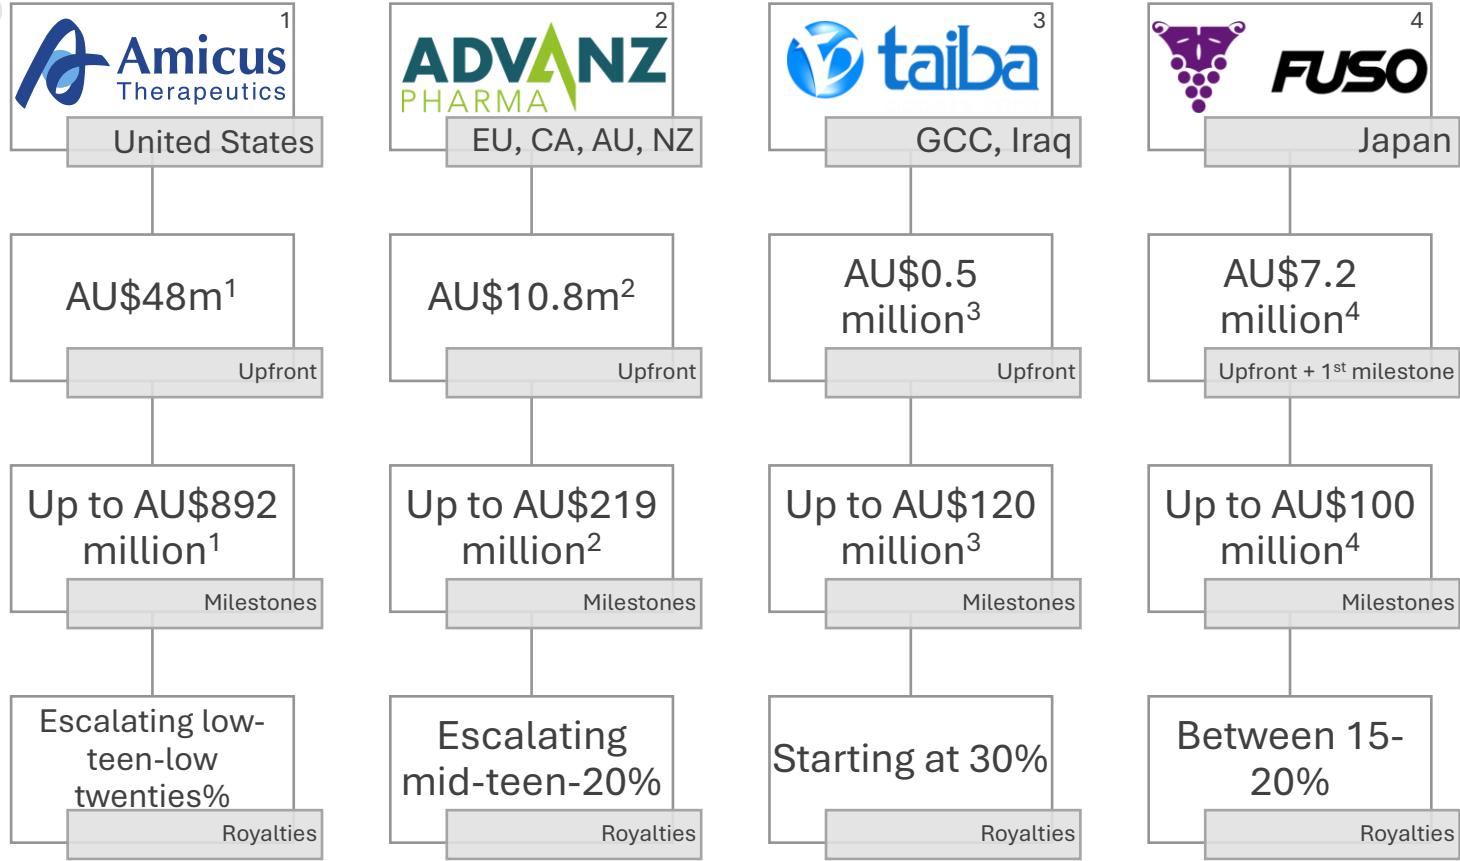 1
Amicus
Therapeutics
United States
AU$48m¹
Upfront
Up to AU$892
million¹
Milestones
Escalating low-
teen-low
twenties%
Royalties
2
ADVANZ
PHARMA
EU, CA, AU, NZ
AU$10.8m²
Upfront
Up to AU$219
million²
Milestones
Escalating
mid-teen-20%
Royalties
3
taiba
GCC, Iraq
AU$0.5
million³
Upfront
Up to AU$120
million³
Milestones
Starting at 30%
Royalties
4
FUSO
Japan
AU$7.2
million⁴
Upfront + 1st milestone
Up to AU$100
million⁴
Milestones
Between 15-
20%
Royalties